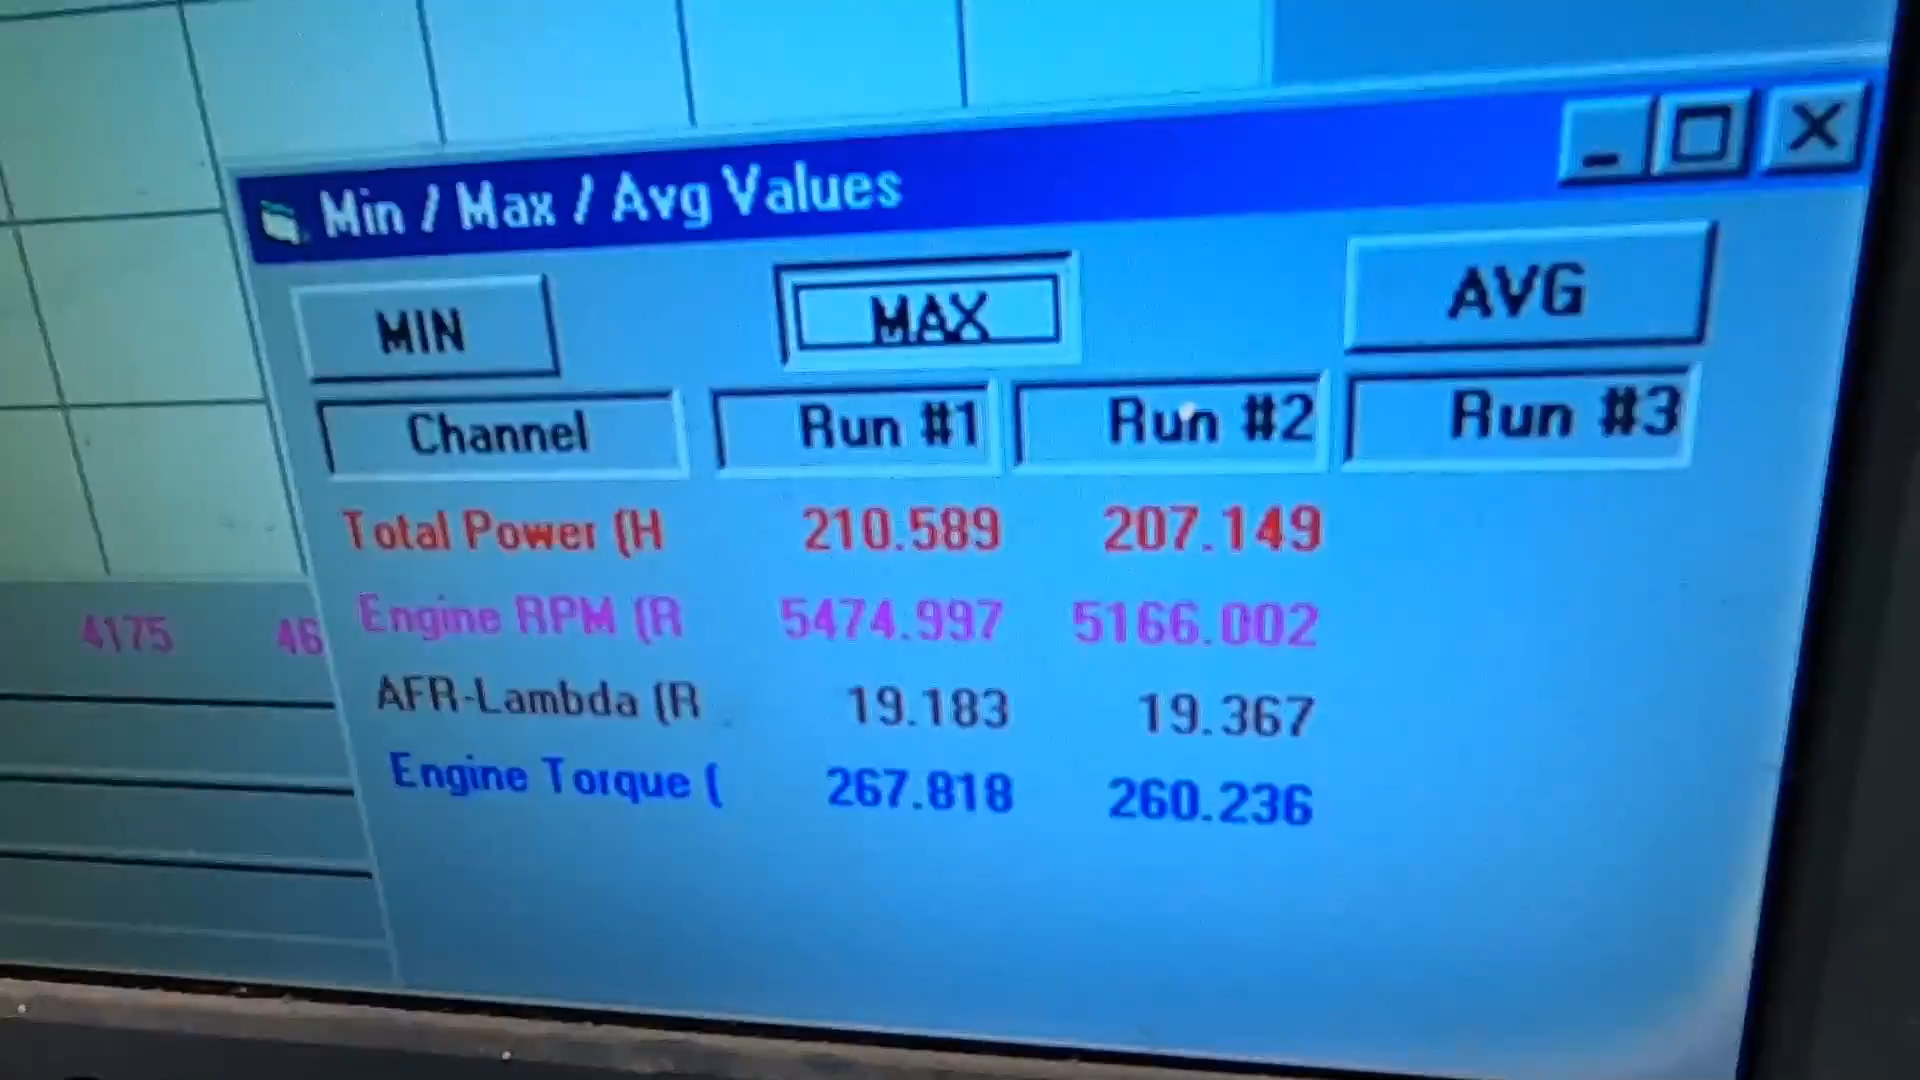 Min / Max / Avg Values
MIN MAX AVG
Channel Run #1 Run #2 Run #3
Total Power (H 210.589 207.149
Engine RPM (R 5474.997 5166.002
AFR-Lambda (R 19.183 19.367
Engine Torque ( 267.818 260.236
4175 46